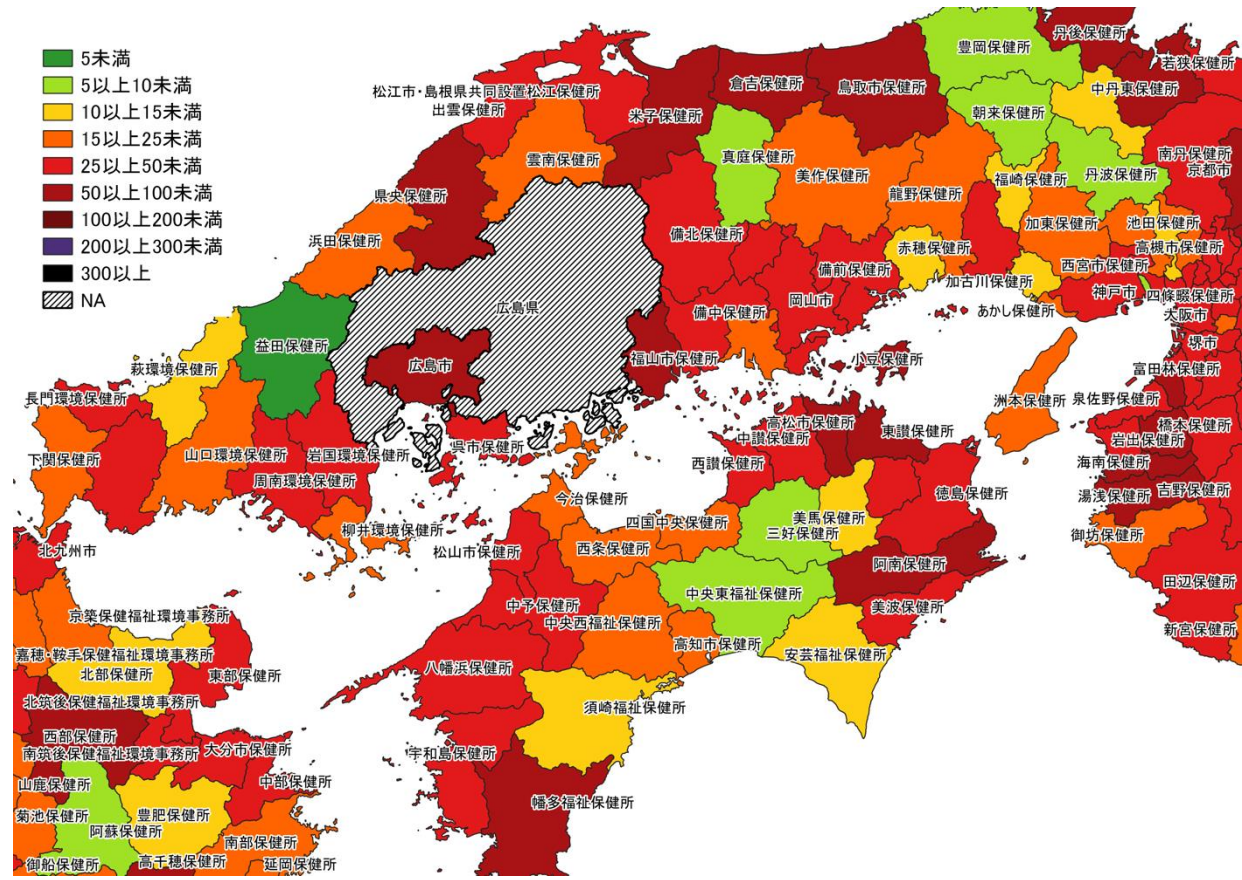 5未満
5以上10未満
10以上15未満
15以上25未満
25以上50未満
50以上100未満
100以上200未満
200以上300未満
300以上
NA
丹後保健所
豊岡保健所
若狭保健所
松江市・島根県共同設置松江保健所
倉吉保健所
鳥取市保健所
中丹東保健所
出雲保健所
米子保健所
朝来保健所
雲南保健所
真庭保健所
美作保健所
南丹保健所
京都市
福崎保健所
丹波保健所
県央保健所
龍野保健所
加東保健所
池田保健所
浜田保健所
備北保健所
赤穂保健所
高槻市保健所
備前保健所
西宮市保健所
加古川保健所
神戸市
四條畷保健所
広島県
備中保健所
岡山市
あかし保健所
大阪市
益田保健所
堺市
萩環境保健所
広島市
福山市保健所
小豆保健所
富田林保健所
長門環境保健所
洲本保健所
泉佐野保健所
高松市保健所
橋本保健所
中讃保健所
東讃保健所
岩出保健所
呉市保健所
下関保健所
山口環境保健所
岩国環境保健所
西讃保健所
海南保健所
周南環境保健所
湯浅保健所
吉野保健所
今治保健所
徳島保健所
四国中央保健所
美馬保健所
柳井環境保健所
三好保健所
御坊保健所
北九州市
松山市保健所
西条保健所
阿南保健所
田辺保健所
中央東福祉保健所
中予保健所
美波保健所
京築保健福祉環境事務所
中央西福祉保健所
新宮保健所
高知市保健所
嘉穂・鞍手保健福祉環境事務所
安芸福祉保健所
北部保健所
東部保健所
八幡浜保健所
北筑後保健福祉環境事務所
須崎福祉保健所
西部保健所
南筑後保健福祉環境事務所
大分市保健所
宇和島保健所
山鹿保健所
中部保健所
幡多福祉保健所
菊池保健所
豊肥保健所
阿蘇保健所
南部保健所
御船保健所
高千穂保健所
延岡保健所